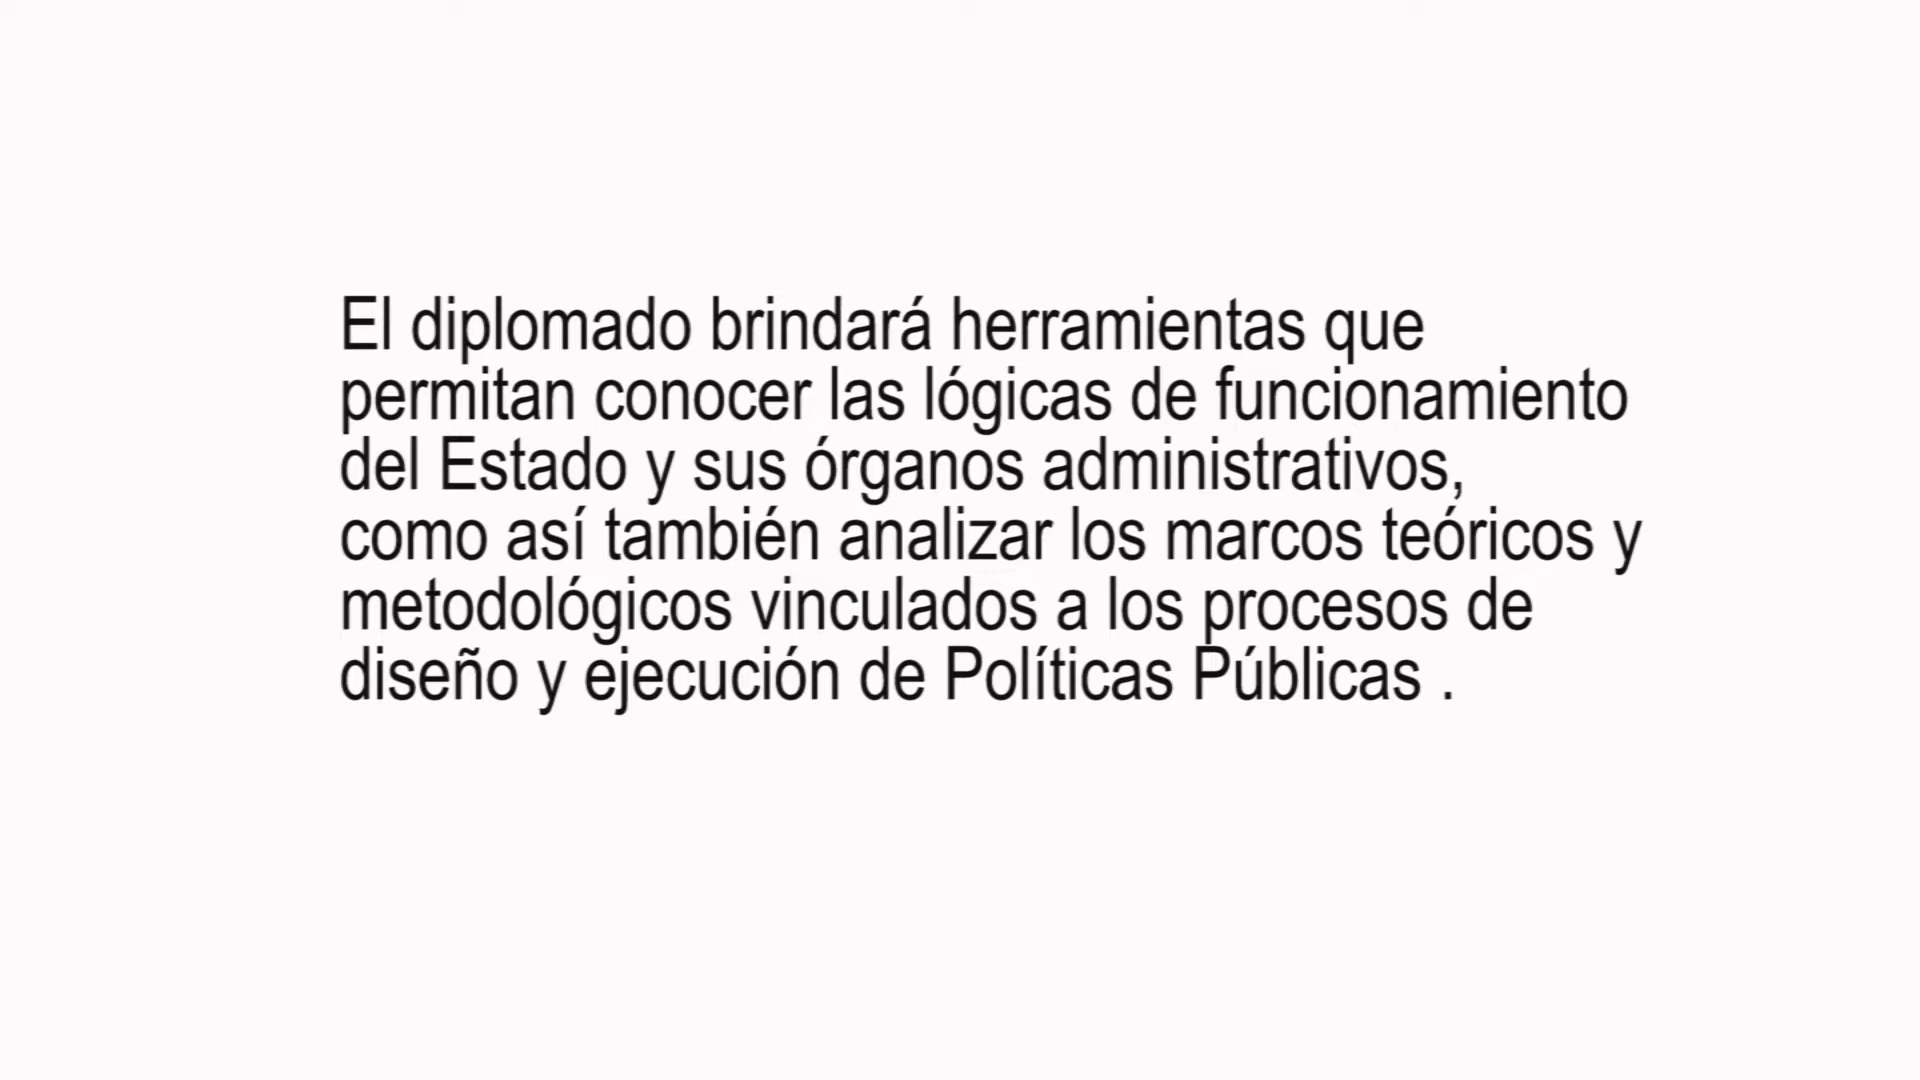 El diplomado brindará herramientas que
permitan conocer las lógicas de funcionamiento
del Estado y sus órganos administrativos,
como así también analizar los marcos teóricos y
metodológicos vinculados a los procesos de
diseño y ejecución de Políticas Públicas .